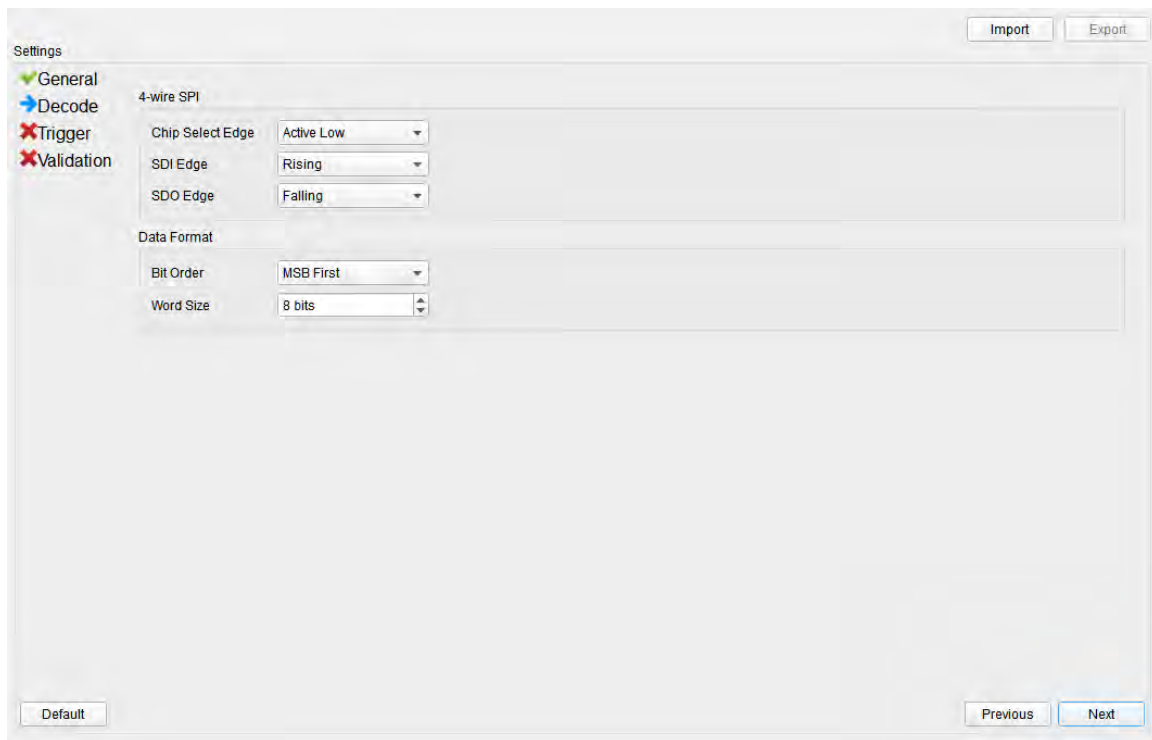 Import Export
Settings
General
Decode
Trigger
Validation
4-wire SPI
Chip Select Edge Active Low
SDI Edge Rising
SDO Edge Falling
Data Format
Bit Order MSB First
Word Size 8 bits
Default Previous Next